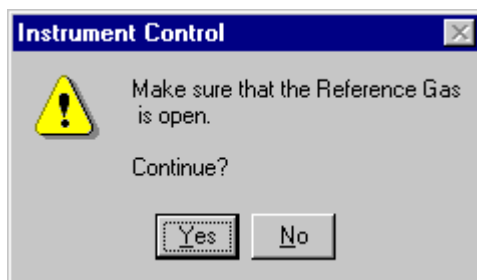 Instrument Control
Make sure that the Reference Gas
is open.
Continue?
Yes No